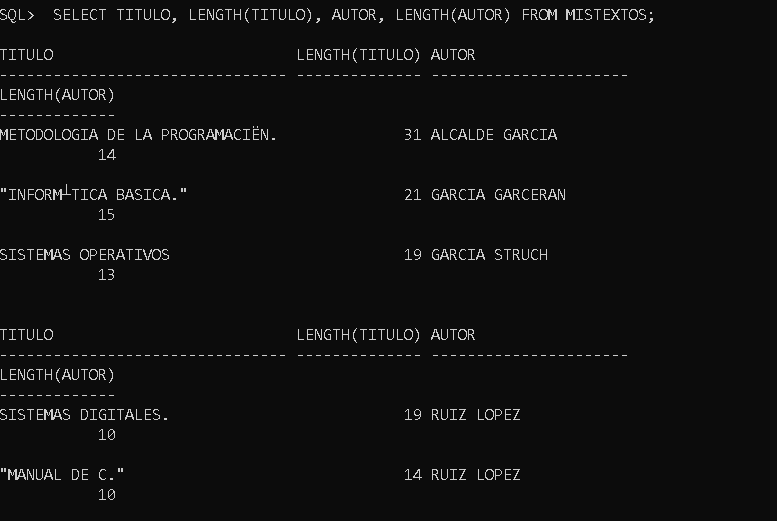 SQL>  SELECT TITULO, LENGTH(TITULO), AUTOR, LENGTH(AUTOR) FROM MISTEXTOS;
TITULO                           LENGTH(TITULO) AUTOR
-------------------------------- -------------- ----------------------
LENGTH(AUTOR)
-------------
METODOLOGIA DE LA PROGRAMACIËN.              31 ALCALDE GARCIA
           14
"INFORM┴TICA BASICA."                        21 GARCIA GARCERAN
           15
SISTEMAS OPERATIVOS                          19 GARCIA STRUCH
           13
TITULO                           LENGTH(TITULO) AUTOR
-------------------------------- -------------- ----------------------
LENGTH(AUTOR)
-------------
SISTEMAS DIGITALES.                          19 RUIZ LOPEZ
           10
"MANUAL DE C."                               14 RUIZ LOPEZ
           10